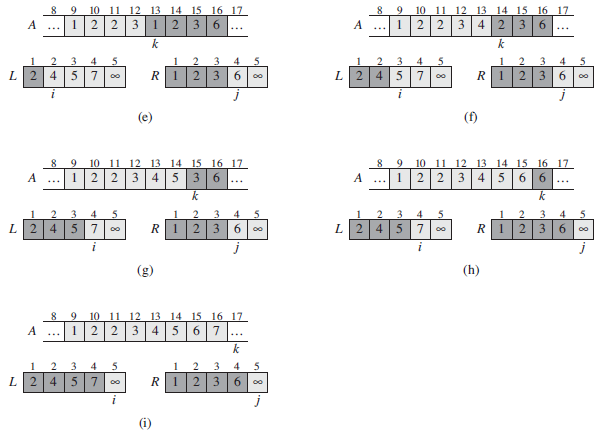 8 9 10 11 12 13 14 15 16 17
A ... 1 2 2 3 1 2 3 6 ...
k
1 2 3 4 5
L 2 4 5 7 ∞
i
1 2 3 4 5
R 1 2 3 6 ∞
j
(e)
8 9 10 11 12 13 14 15 16 17
A ... 1 2 2 3 4 2 3 6 ...
k
1 2 3 4 5
L 2 4 5 7 ∞
i
1 2 3 4 5
R 1 2 3 6 ∞
j
(f)
8 9 10 11 12 13 14 15 16 17
A ... 1 2 2 3 4 5 3 6 ...
k
1 2 3 4 5
L 2 4 5 7 ∞
i
1 2 3 4 5
R 1 2 3 6 ∞
j
(g)
8 9 10 11 12 13 14 15 16 17
A ... 1 2 2 3 4 5 6 6 ...
k
1 2 3 4 5
L 2 4 5 7 ∞
i
1 2 3 4 5
R 1 2 3 6 ∞
j
(h)
8 9 10 11 12 13 14 15 16 17
A ... 1 2 2 3 4 5 6 7 ...
k
1 2 3 4 5
L 2 4 5 7 ∞
i
1 2 3 4 5
R 1 2 3 6 ∞
j
(i)